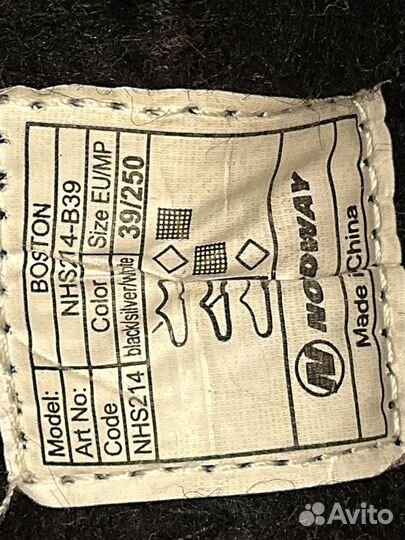 Model: BOSTON
Art No: NHS214-B39
Code Color Size EU/MP
NHS214 black/silver/white 39/250
N NORDWAY
Made China
Avito